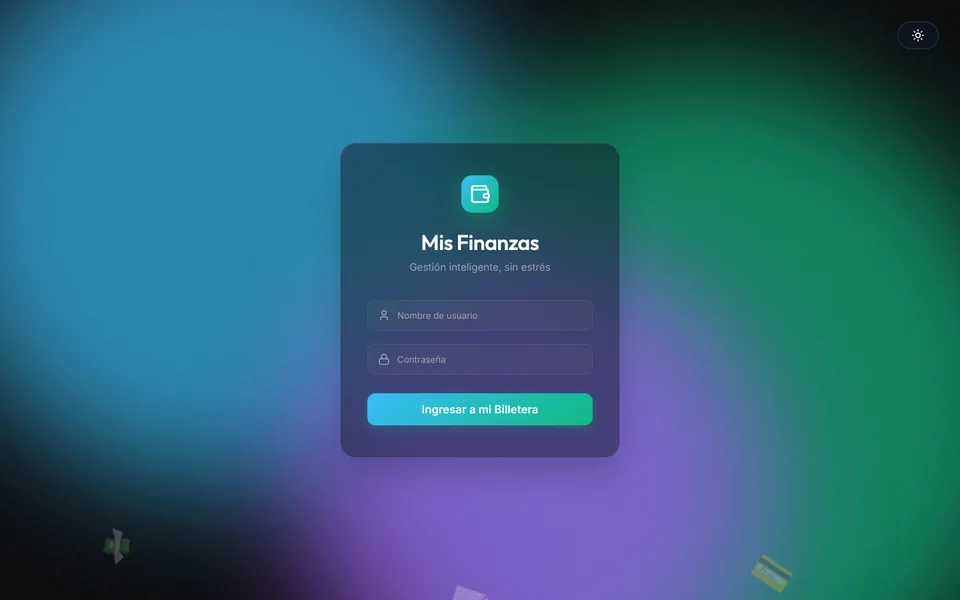 Mis Finanzas
Gestión inteligente, sin estrés
Nombre de usuario
Contraseña
Ingresar a mi Billetera